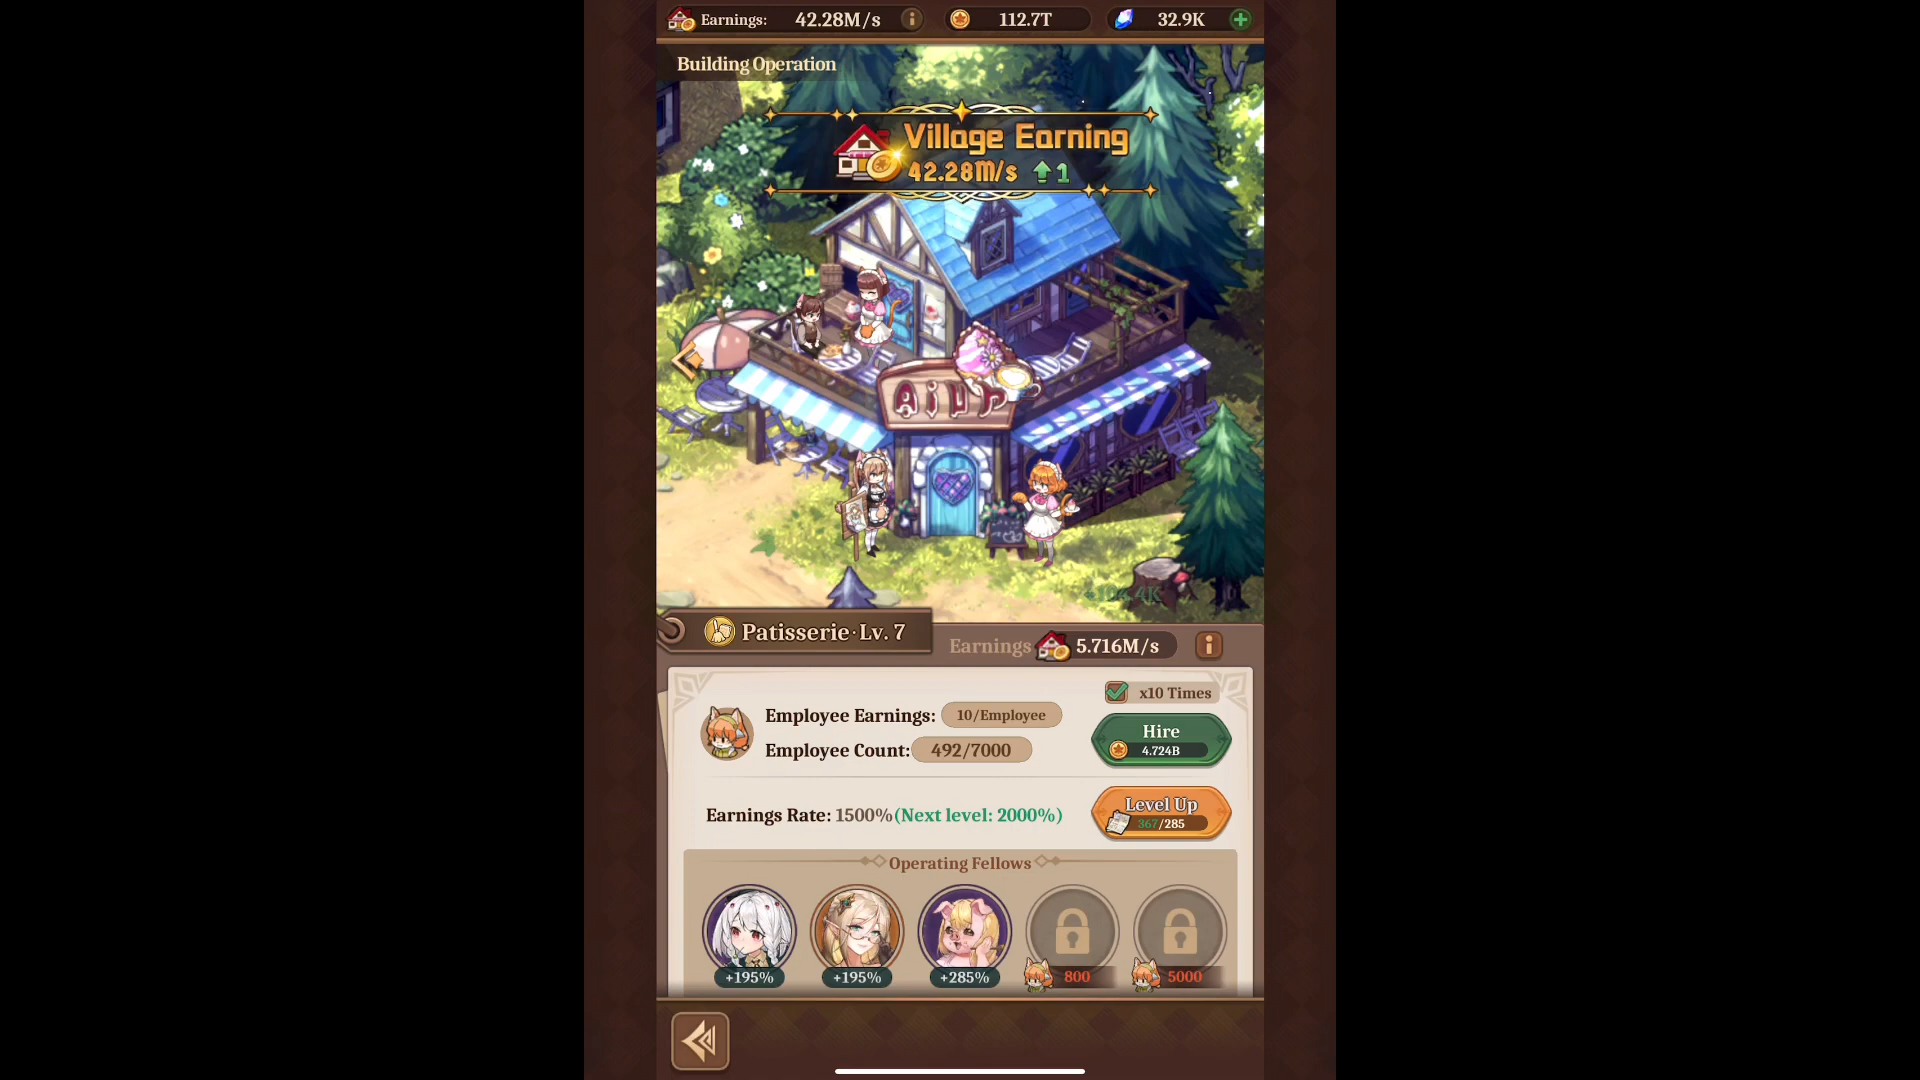 Earnings: 42.28M/s 112.7T 32.9K
Building Operation
Village Earning
42.28M/s 1
Patisserie·Lv. 7
Earnings 5.716M/s
x10 Times
Employee Earnings: 10/Employee
Hire
4.724B
Employee Count: 492/7000
Level Up
367/285
Earnings Rate: 1500%(Next level: 2000%)
Operating Fellows
+195% +195% +285% 800 5000